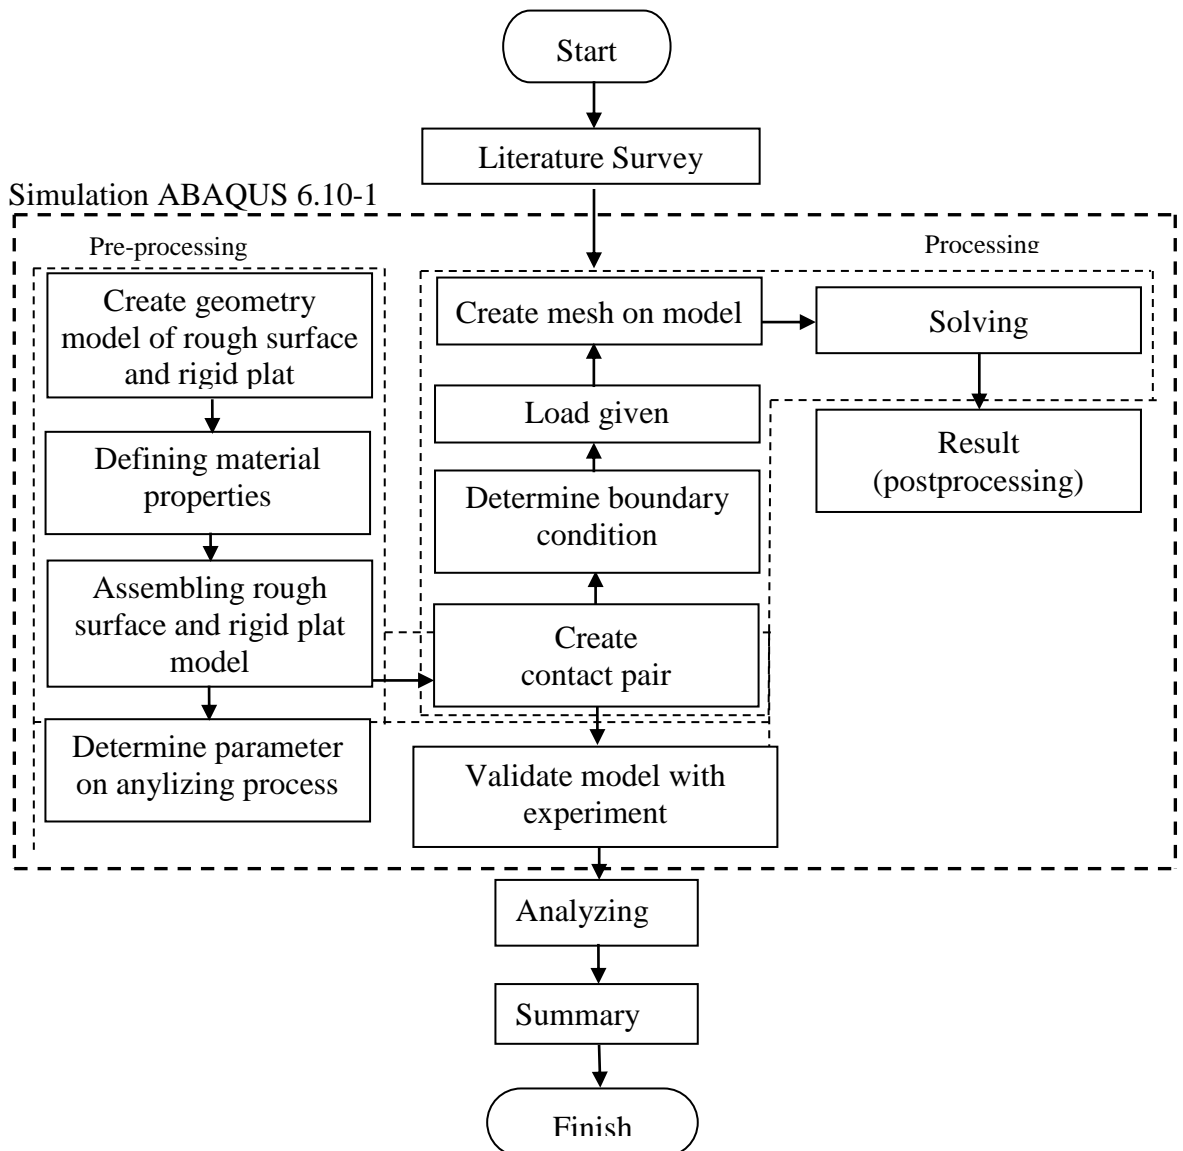 Start
Literature Survey
Simulation ABAQUS 6.10-1
Pre-processing
Processing
Create geometry
model of rough surface
and rigid plat
Defining material
properties
Assembling rough
surface and rigid plat
model
Determine parameter
on anylizing process
Create mesh on model
Load given
Determine boundary
condition
Create
contact pair
Validate model with
experiment
Solving
Result
(postprocessing)
Analyzing
Summary
Finish